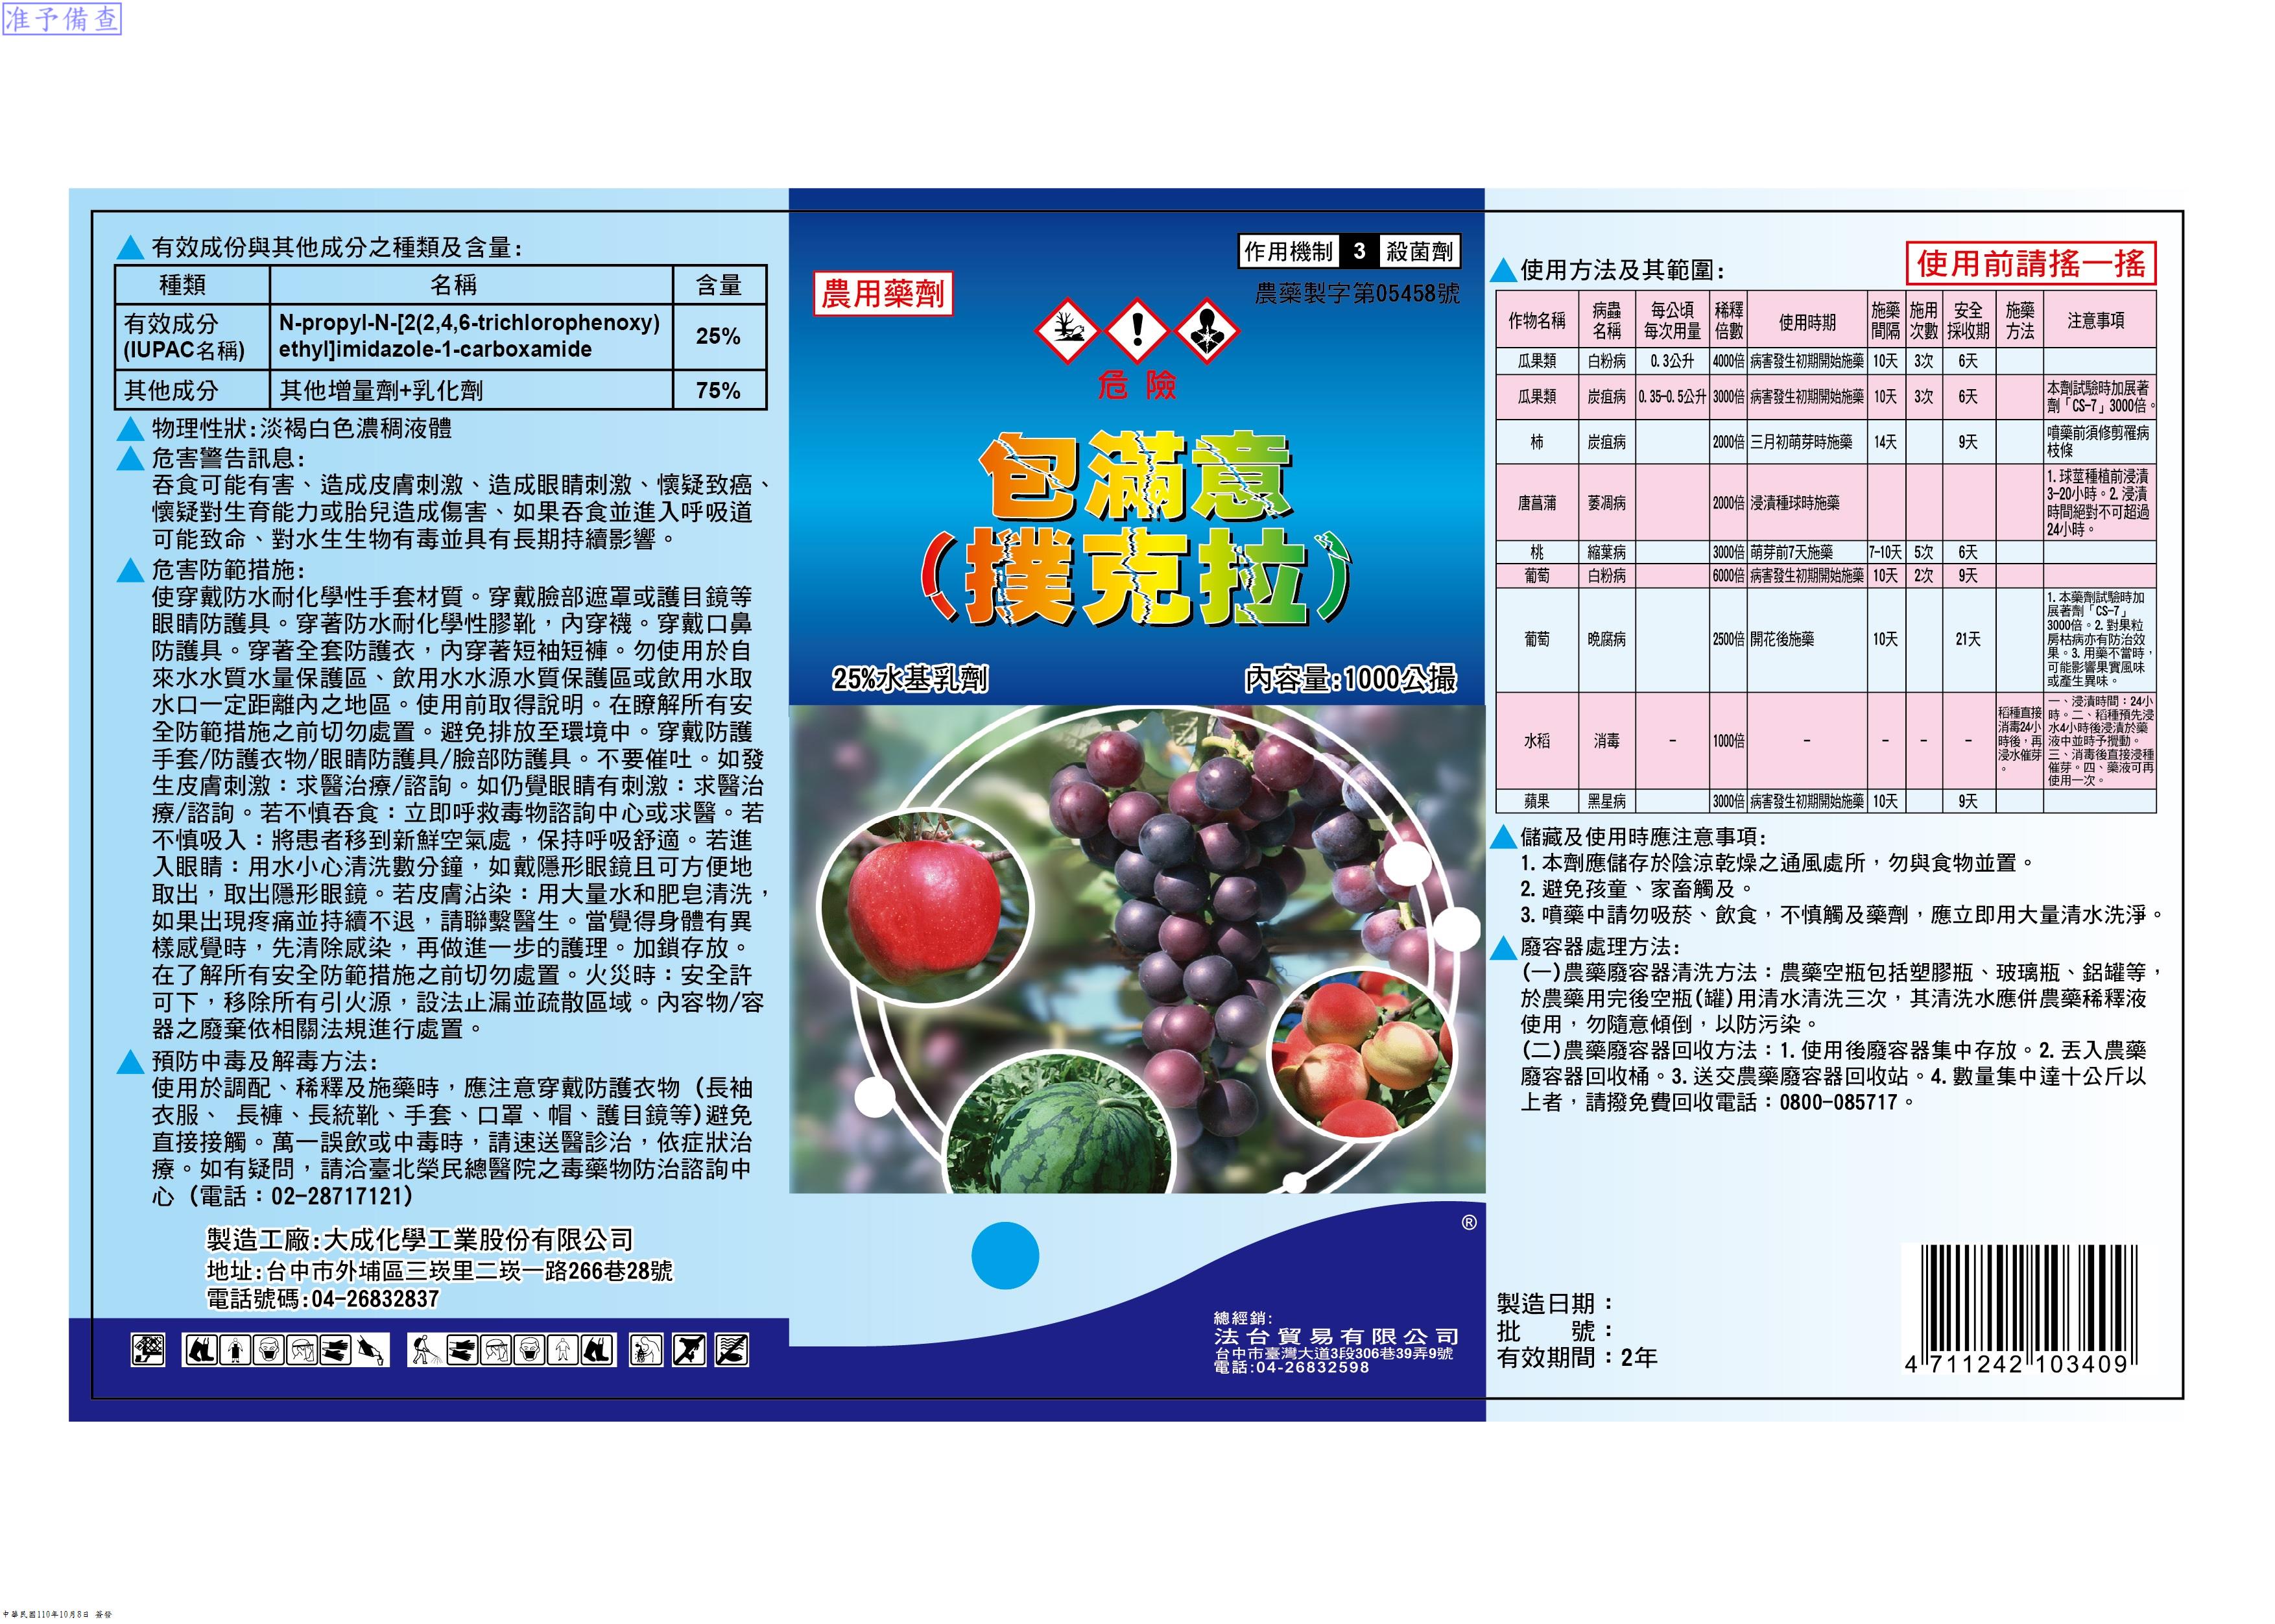 准予備查
有效成份與其他成分之種類及含量:
種類 名稱 含量
有效成分 N-propyl-N-[2(2,4,6-trichlorophenoxy) 25%
(IUPAC名稱) ethyl]imidazole-1-carboxamide
其他成分 其他增量劑+乳化劑 75%
物理性狀:淡褐白色濃稠液體
危害警告訊息:
吞食可能有害、造成皮膚刺激、造成眼睛刺激、懷疑致癌、
懷疑對生育能力或胎兒造成傷害、如果吞食並進入呼吸道
可能致命、對水生生物有毒並具有長期持續影響。
危害防範措施:
使穿戴防水耐化學性手套材質。穿戴臉部遮罩或護目鏡等
眼睛防護具。穿著防水耐化學性膠靴,內穿襪。穿戴口鼻
防護具。穿著全套防護衣,內穿著短袖短褲。勿使用於自
來水水質水量保護區、飲用水水源水質保護區或飲用水取
水口一定距離內之地區。使用前取得說明。在瞭解所有安
全防範措施之前切勿處置。避免排放至環境中。穿戴防護
手套/防護衣物/眼睛防護具/臉部防護具。不要催吐。如發
生皮膚刺激:求醫治療/諮詢。如仍覺眼睛有刺激:求醫治
療/諮詢。若不慎吞食:立即呼救毒物諮詢中心或求醫。若
不慎吸入:將患者移到新鮮空氣處,保持呼吸舒適。若進
入眼睛:用水小心清洗數分鐘,如戴隱形眼鏡且可方便地
取出,取出隱形眼鏡。若皮膚沾染:用大量水和肥皂清洗,
如果出現疼痛並持續不退,請聯繫醫生。當覺得身體有異
樣感覺時,先清除感染,再做進一步的護理。加鎖存放。
在了解所有安全防範措施之前切勿處置。火災時:安全許
可下,移除所有引火源,設法止漏並疏散區域。內容物/容
器之廢棄依相關法規進行處置。
預防中毒及解毒方法:
使用於調配、稀釋及施藥時,應注意穿戴防護衣物 (長袖
衣服、 長褲、長統靴、手套、口罩、帽、護目鏡等)避免
直接接觸。萬一誤飲或中毒時,請速送醫診治,依症狀治
療。如有疑問,請洽臺北榮民總醫院之毒藥物防治諮詢中
心 (電話:02-28717121)
製造工廠:大成化學工業股份有限公司
地址:台中市外埔區三崁里二崁一路266巷28號
電話號碼:04-26832837
作用機制 3 殺菌劑
農藥製字第05458號
農用藥劑
危險
包滿意
(撲克拉)
25%水基乳劑 內容量:1000公撮
®
總經銷:
法台貿易有限公司
台中市臺灣大道3段306巷39弄9號
電話:04-26832598
使用方法及其範圍:
使用前請搖一搖
作物名稱 病蟲名稱 每公頃每次用量 稀釋倍數 使用時期 施藥間隔 施用次數 安全採收期 施藥方法 注意事項
瓜果類 白粉病 0.3公升 4000倍 病害發生初期開始施藥 10天 3次 6天
瓜果類 炭疽病 0.35-0.5公升 3000倍 病害發生初期開始施藥 10天 3次 6天 本劑試驗時加展著劑「CS-7」3000倍。
柿 炭疽病 2000倍 三月初萌芽時施藥 14天 9天 噴藥前須修剪罹病枝條
唐菖蒲 萎凋病 2000倍 浸漬種球時施藥 1.球莖種植前浸漬3-20小時。2.浸漬時間絕對不可超過24小時。
桃 縮葉病 3000倍 萌芽前7天施藥 7-10天 5次 6天
葡萄 白粉病 6000倍 病害發生初期開始施藥 10天 2次 9天
葡萄 晚腐病 2500倍 開花後施藥 10天 21天 1.本藥劑試驗時加展著劑「CS-7」3000倍。2.對果粒房枯病亦有防治效果。3.用藥不當時,可能影響果實風味或產生異味。
水稻 消毒 - 1000倍 - - - - 稻種直接消毒24小時後,再浸水催芽。 一、浸漬時間:24小時。二、稻種預先浸水4小時後浸漬於藥液中並時予攪動。三、消毒後直接浸種催芽。四、藥液可再使用一次。
蘋果 黑星病 3000倍 病害發生初期開始施藥 10天 9天
儲藏及使用時應注意事項:
1.本劑應儲存於陰涼乾燥之通風處所,勿與食物並置。
2.避免孩童、家畜觸及。
3.噴藥中請勿吸菸、飲食,不慎觸及藥劑,應立即用大量清水洗淨。
廢容器處理方法:
(一)農藥廢容器清洗方法:農藥空瓶包括塑膠瓶、玻璃瓶、鋁罐等,
於農藥用完後空瓶(罐)用清水清洗三次,其清洗水應併農藥稀釋液
使用,勿隨意傾倒,以防污染。
(二)農藥廢容器回收方法:1.使用後廢容器集中存放。2.丟入農藥
廢容器回收桶。3.送交農藥廢容器回收站。4.數量集中達十公斤以
上者,請撥免費回收電話:0800-085717。
製造日期:
批 號:
有效期間:2年
4 711242 103409
中華民國110年10月8日 簽發